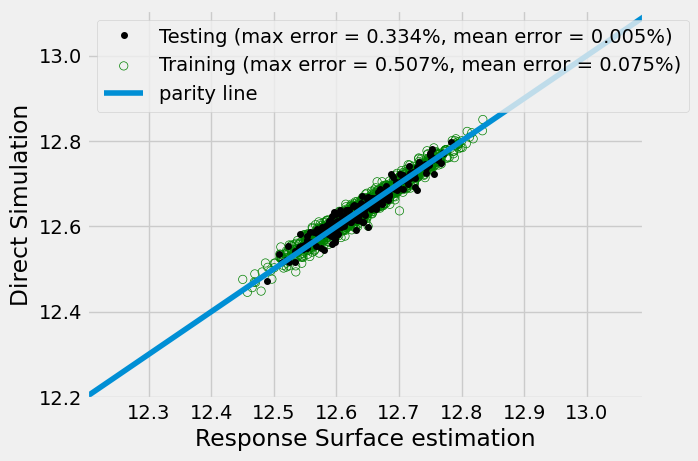 Testing (max error = 0.334%, mean error = 0.005%)
Training (max error = 0.507%, mean error = 0.075%)
parity line
13.0
12.8
12.6
12.4
12.2
Direct Simulation
12.3 12.4 12.5 12.6 12.7 12.8 12.9 13.0
Response Surface estimation